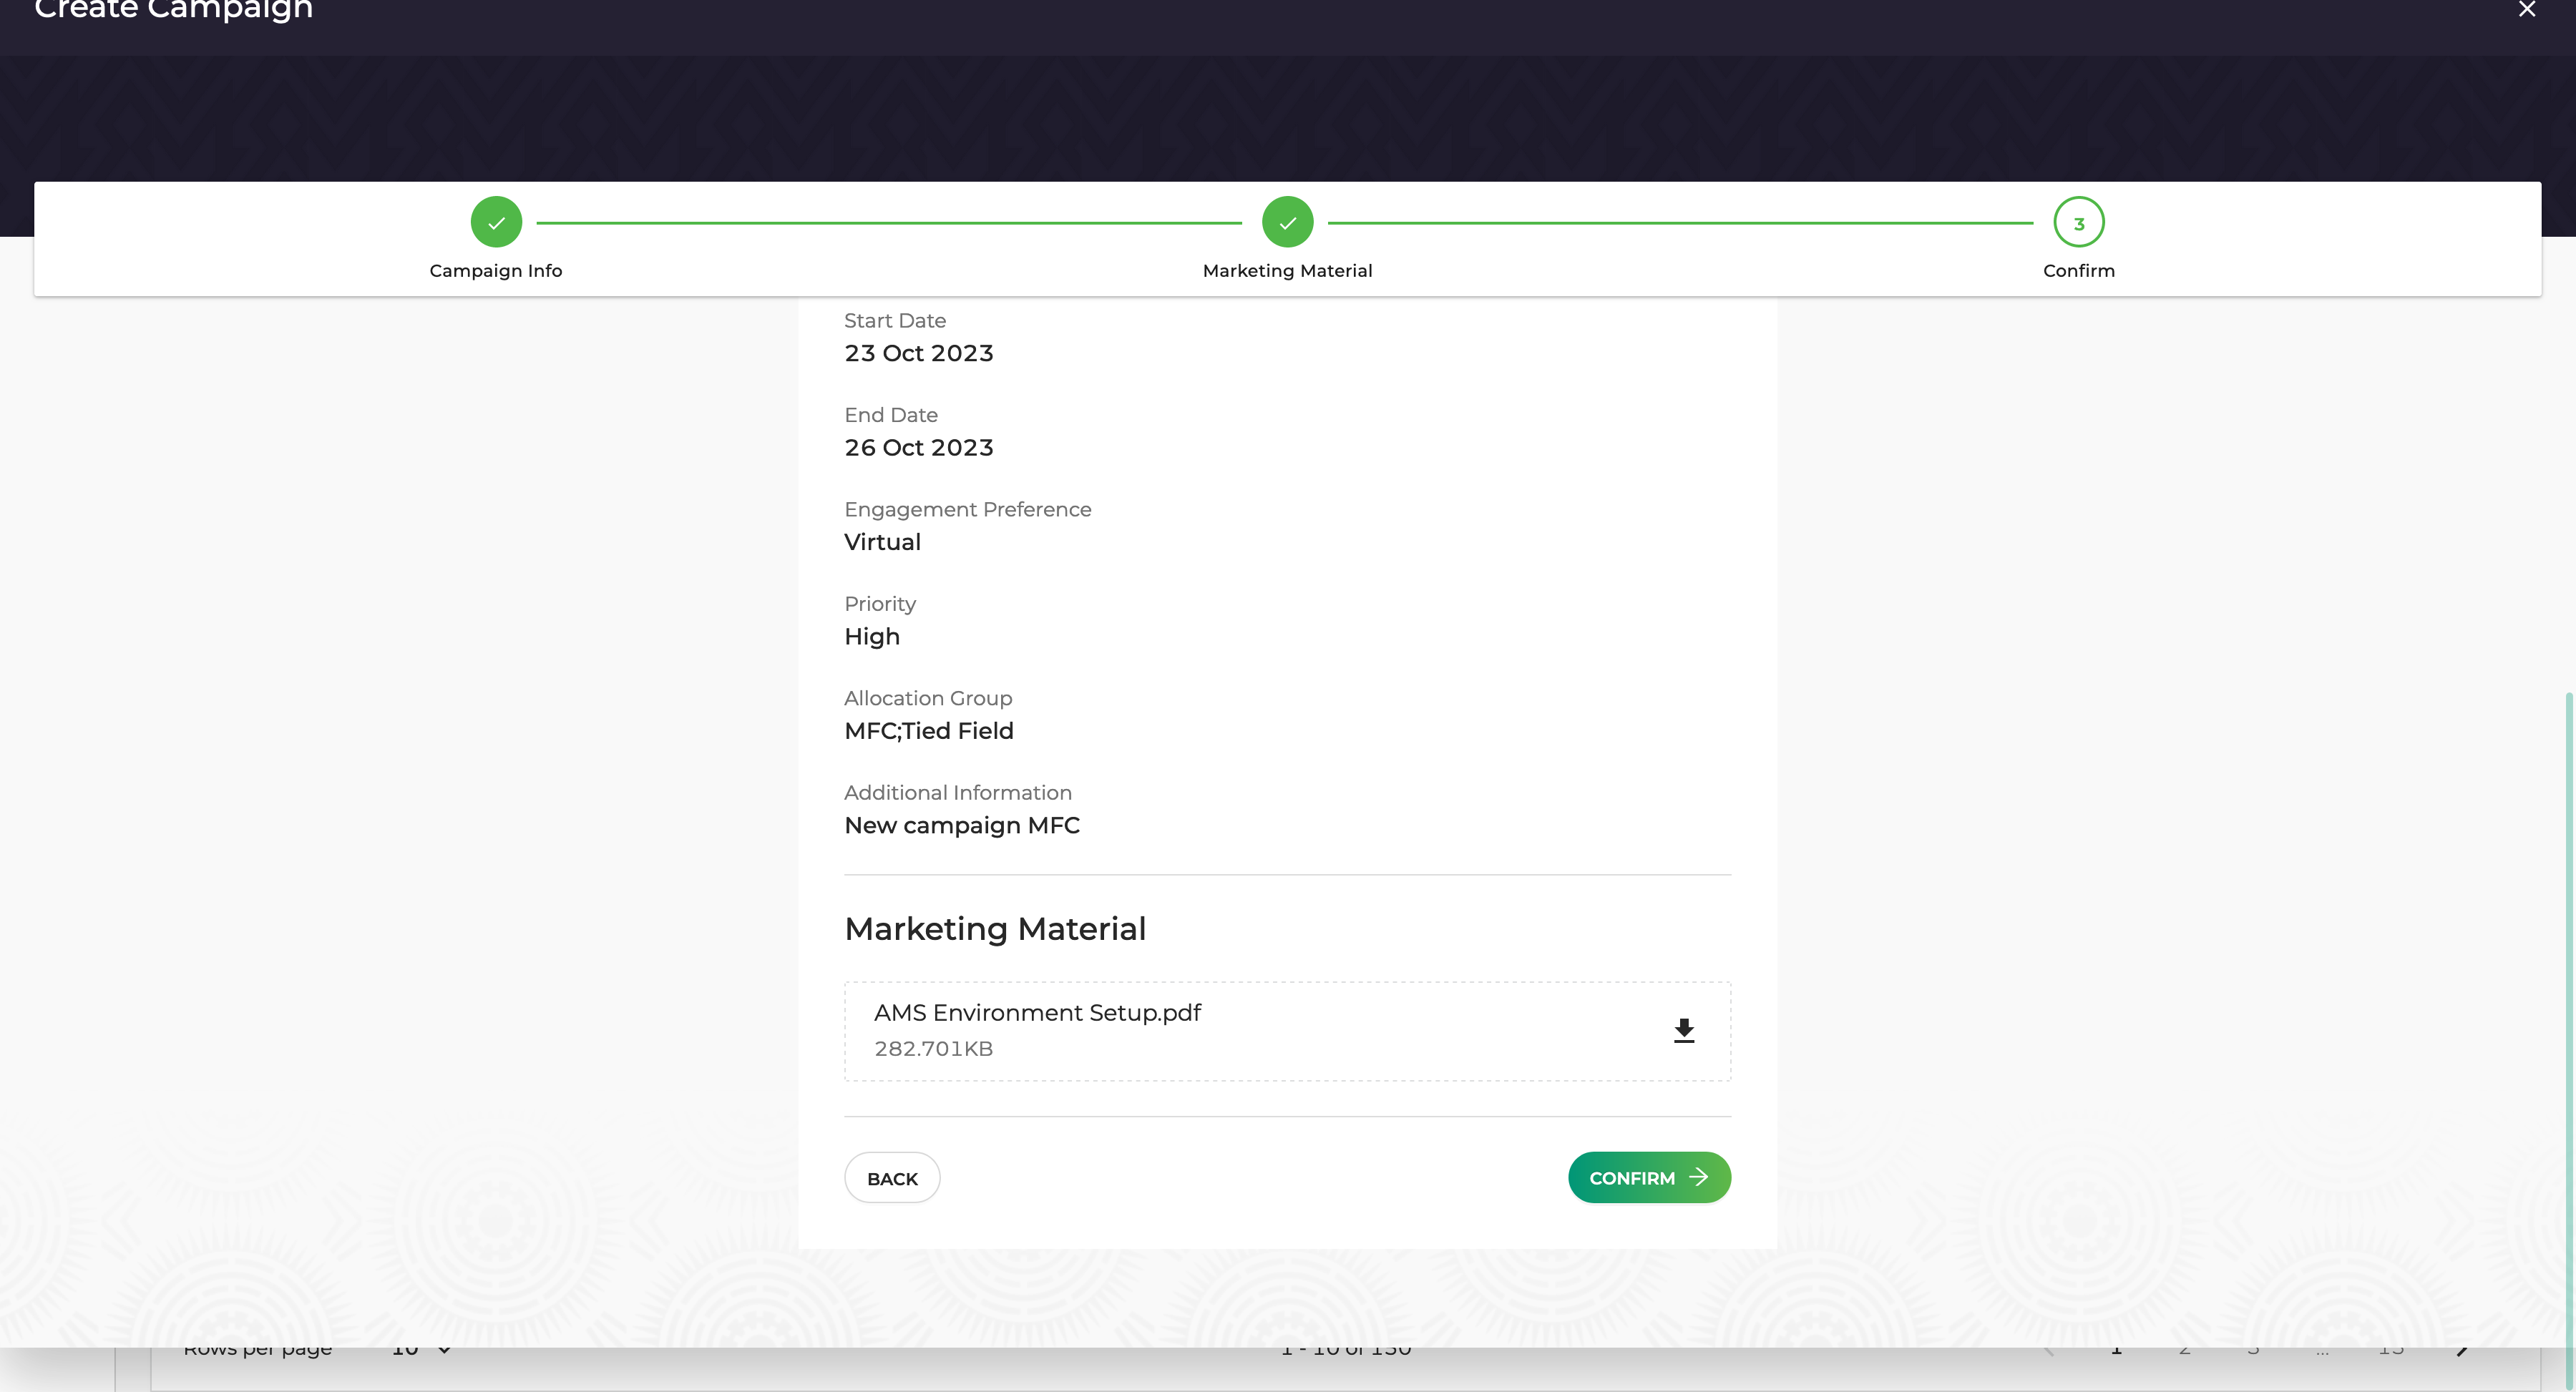 Create Campaign
3
Campaign Info
Marketing Material
Confirm
Start Date
23 Oct 2023
End Date
26 Oct 2023
Engagement Preference
Virtual
Priority
High
Allocation Group
MFC;Tied Field
Additional Information
New campaign MFC
Marketing Material
AMS Environment Setup.pdf
282.701KB
BACK
CONFIRM
Rows per page 10 1 - 10 of 130 1 2 3 ... 13